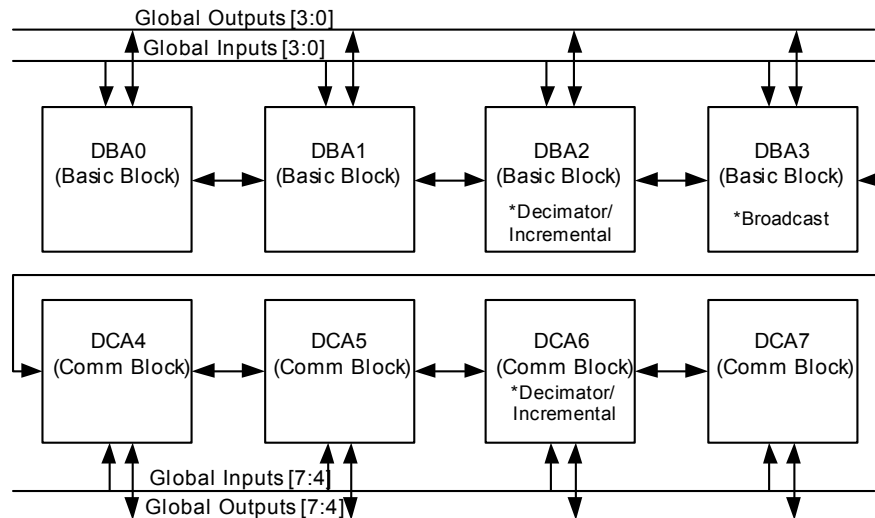 Global Outputs [3:0]
Global Inputs [3:0]
DBA0
(Basic Block)
DBA1
(Basic Block)
DBA2
(Basic Block)
*Decimator/
Incremental
DBA3
(Basic Block)
*Broadcast
DCA4
(Comm Block)
DCA5
(Comm Block)
DCA6
(Comm Block)
*Decimator/
Incremental
DCA7
(Comm Block)
Global Inputs [7:4]
Global Outputs [7:4]